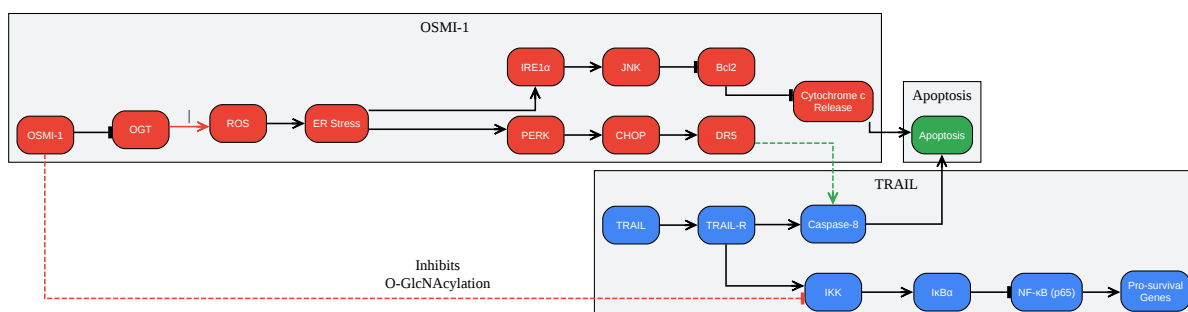 OSMI-1
IRE1α
JNK
Bcl2
Cytochrome c
Release
Apoptosis
OSMI-1
OGT
|
ROS
ER Stress
PERK
CHOP
DR5
Apoptosis
TRAIL
TRAIL
TRAIL-R
Caspase-8
Inhibits
O-GlcNAcylation
IKK
IκBα
NF-κB (p65)
Pro-survival
Genes